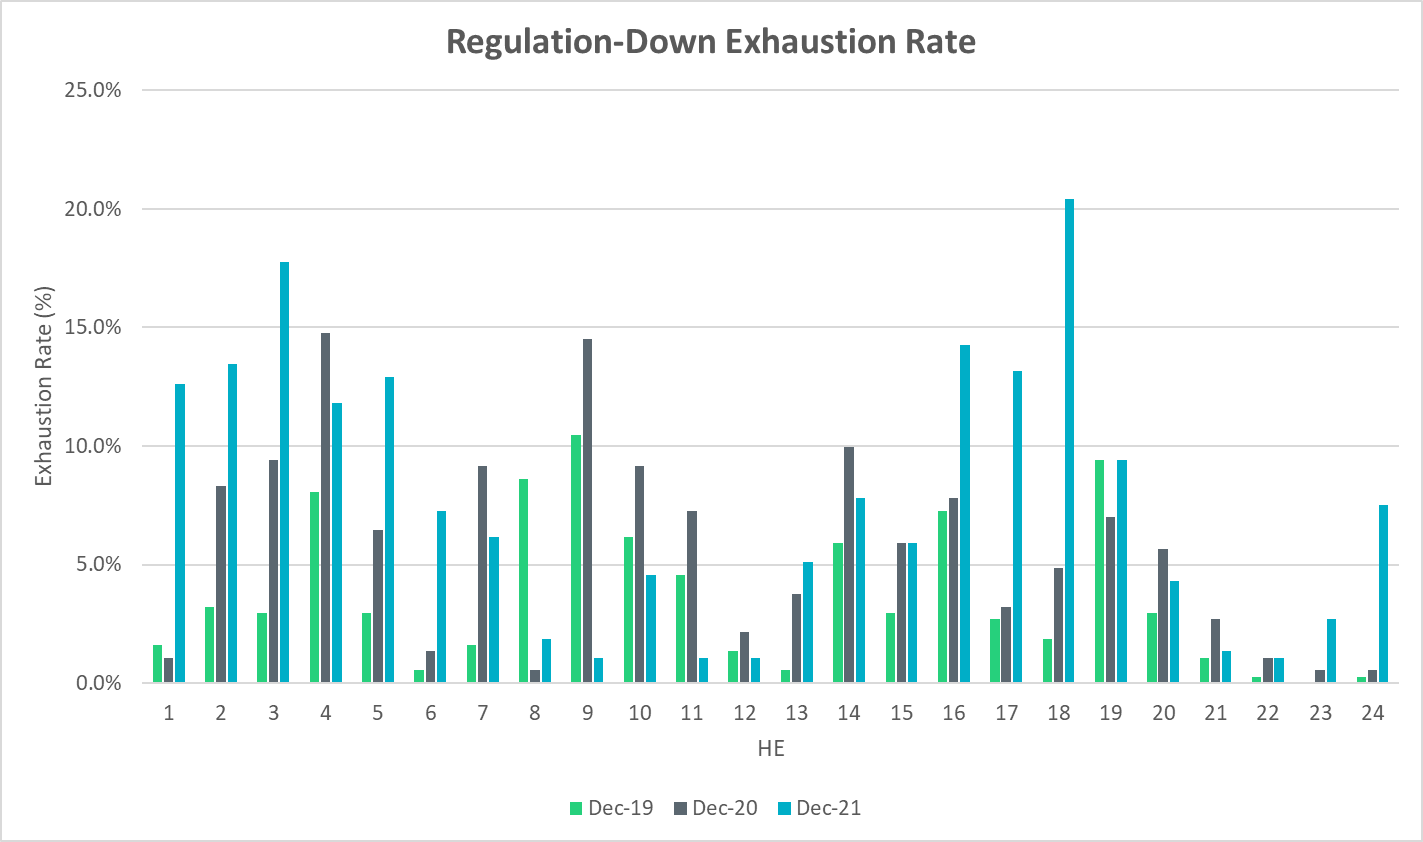 Regulation-Down Exhaustion Rate
25.0%
20.0%
15.0%
10.0%
5.0%
0.0%
Exhaustion Rate (%)
1 2 3 4 5 6 7 8 9 10 11 12 13 14 15 16 17 18 19 20 21 22 23 24
HE
Dec-19 Dec-20 Dec-21